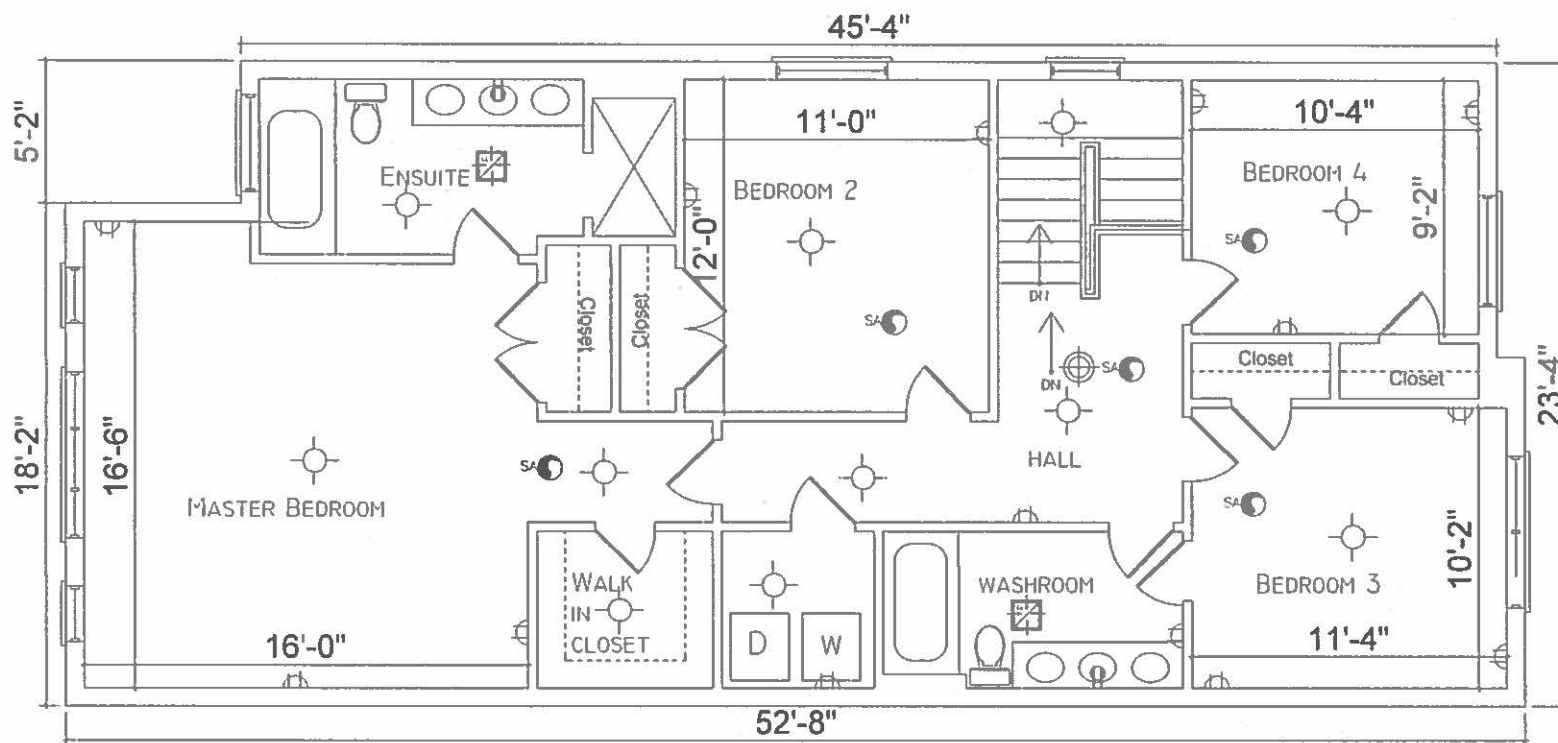 45'-4"
5'-2"
11'-0"
10'-4"
ENSUITE
BEDROOM 2
BEDROOM 4
9'-2"
12'-0"
SA
Closet
Closet
SA
DN
DN
SA
Closet
Closet
23'-4"
18'-2"
16'-6"
SA
HALL
MASTER BEDROOM
SA
10'-2"
WALK
IN
CLOSET
WASHROOM
BEDROOM 3
D
W
16'-0"
11'-4"
52'-8"